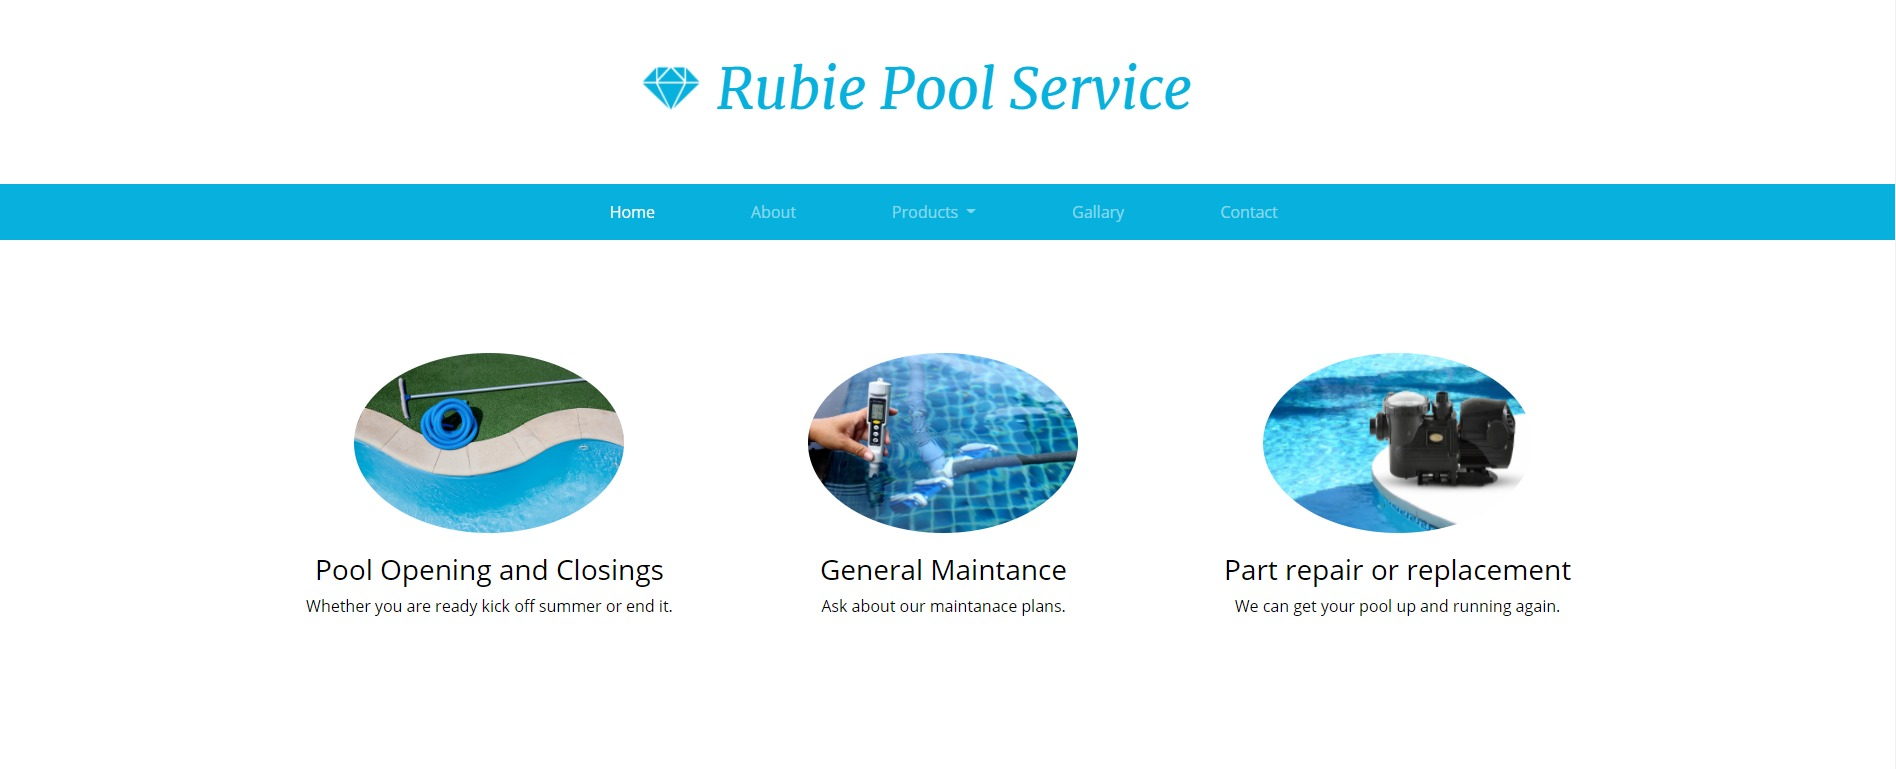 Rubie Pool Service
Home About Products Gallary Contact
Pool Opening and Closings
Whether you are ready kick off summer or end it.
General Maintance
Ask about our maintanace plans.
Part repair or replacement
We can get your pool up and running again.